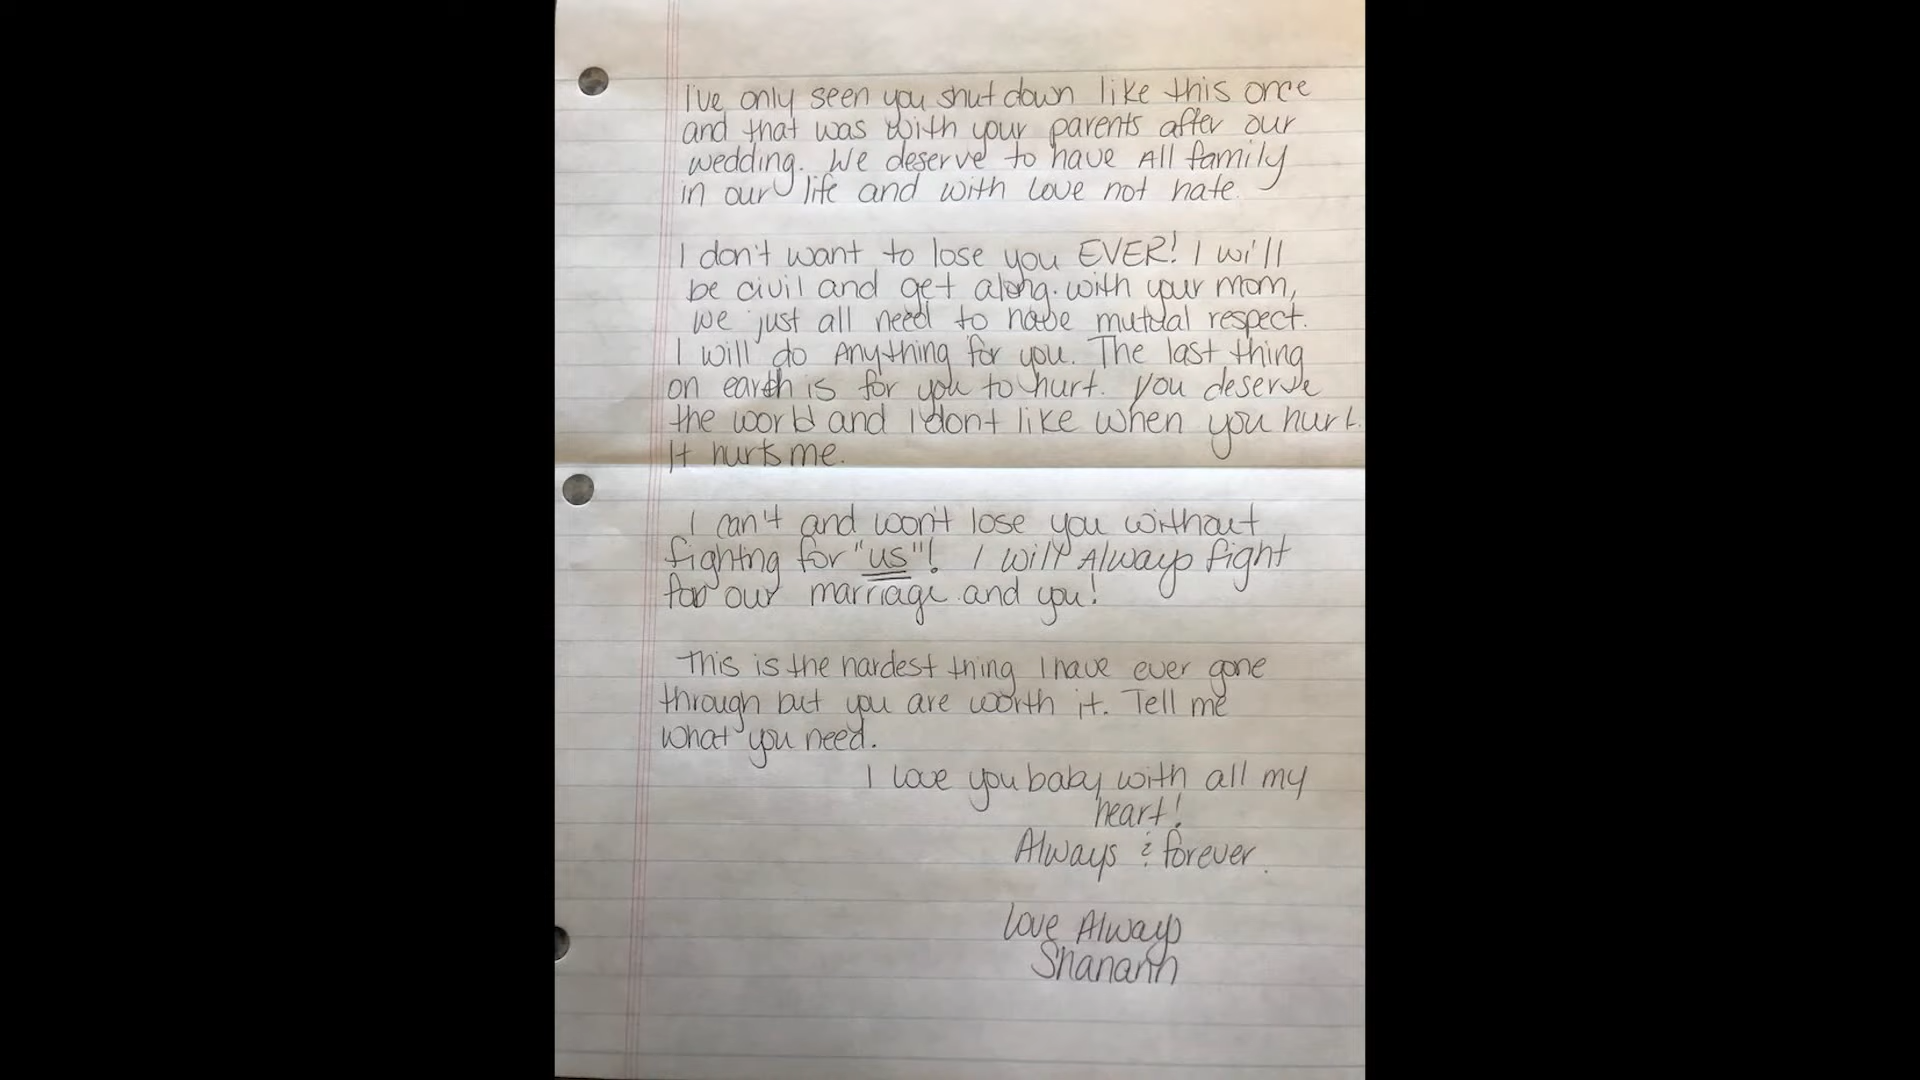 I've only seen you shut down like this once
and that was with your parents after our
wedding. We deserve to have All family
in our life and with love not hate.
I don't want to lose you EVER! I will
be civil and get along. with your mom,
we just all need to have mutual respect.
I will do Anything for you. The last thing
on earth is for you to hurt. You deserve
the world and I dont like when you hurt.
It hurts me.
I can't and won't lose you without
fighting for "us"! I will Always fight
for our marriage and you!
This is the hardest thing I have ever gone
through but you are worth it. Tell me
what you need.
I love you baby with all my
heart!
Always & forever.
Love Always
Shanann